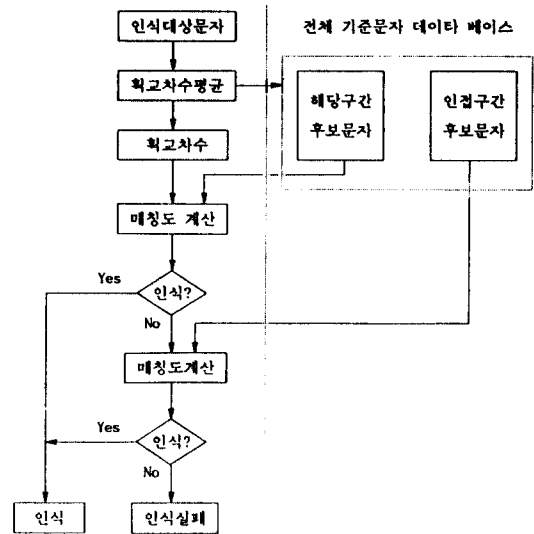 인식대상문자
전체 기준문자 데이타 베이스
획교차수평균
해당구간
후보문자
인접구간
후보문자
획교차수
매칭도 계산
Yes
인식?
No
매칭도계산
Yes
인식?
No
인식
인식실패